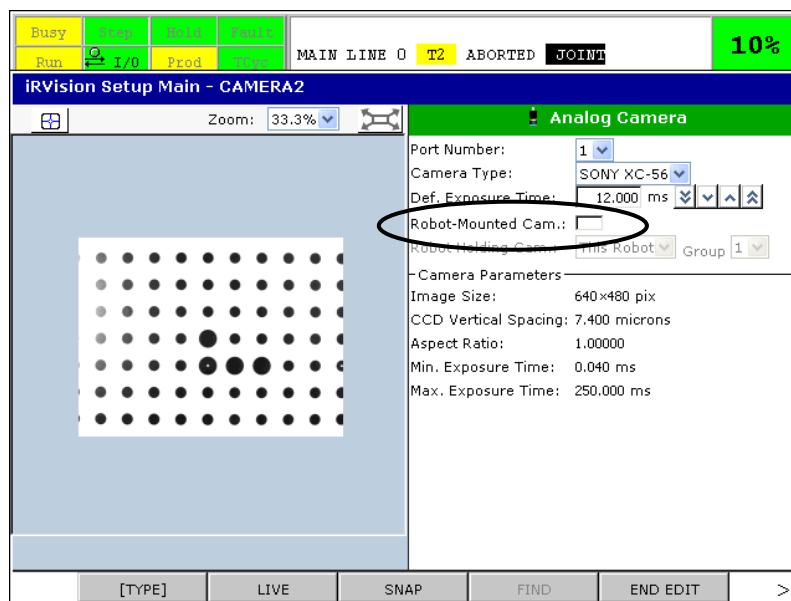 Busy Step Hold Fault
Run I/O Prod TCyc
MAIN LINE 0 T2 ABORTED JOINT
10%
iRVision Setup Main - CAMERA2
Zoom: 33.3%
Analog Camera
Port Number: 1
Camera Type: SONY XC-56
Def. Exposure Time: 12.000 ms
Robot-Mounted Cam.:
Robot Holding Cam.: This Robot Group 1
Camera Parameters
Image Size: 640×480 pix
CCD Vertical Spacing: 7.400 microns
Aspect Ratio: 1.00000
Min. Exposure Time: 0.040 ms
Max. Exposure Time: 250.000 ms
[TYPE] LIVE SNAP FIND END EDIT >